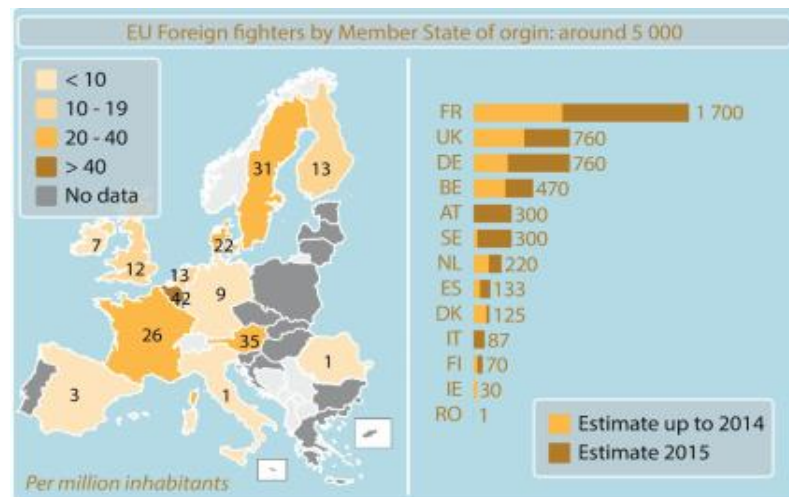 EU Foreign fighters by Member State of orgin: around 5 000
< 10
10 - 19
20 - 40
> 40
No data
31
13
7
22
12
13
42
9
26
35
1
3
1
Per million inhabitants
FR 1 700
UK 760
DE 760
BE 470
AT 300
SE 300
NL 220
ES 133
DK 125
IT 87
FI 70
IE 30
RO 1
Estimate up to 2014
Estimate 2015